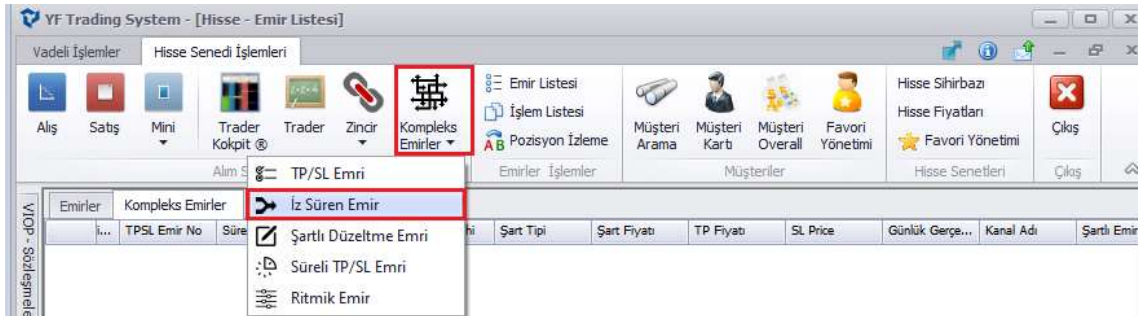 YF Trading System - [Hisse - Emir Listesi]
Vadeli İşlemler Hisse Senedi İşlemleri
Alış Satış Mini Trader Kokpit ® Trader Zincir Kompleks Emirler
Emir Listesi
İşlem Listesi
Pozisyon İzleme
Müşteri Arama Müşteri Kartı Müşteri Overall Favori Yönetimi
Hisse Sihirbazı
Hisse Fiyatları
Favori Yönetimi
Çıkış
Alım Emirler İşlemler Müşteriler Hisse Senetleri Çıkış
TP/SL Emri
İz Süren Emir
Şartlı Düzeltme Emri
Süreli TP/SL Emri
Ritmik Emir
Emirler Kompleks Emirler
i... TPSL Emir No Süre hi Şart Tipi Şart Fiyatı TP Fiyatı SL Price Günlük Gerçe... Kanal Adı Şartlı Emir
VIOP - Sözleşmele